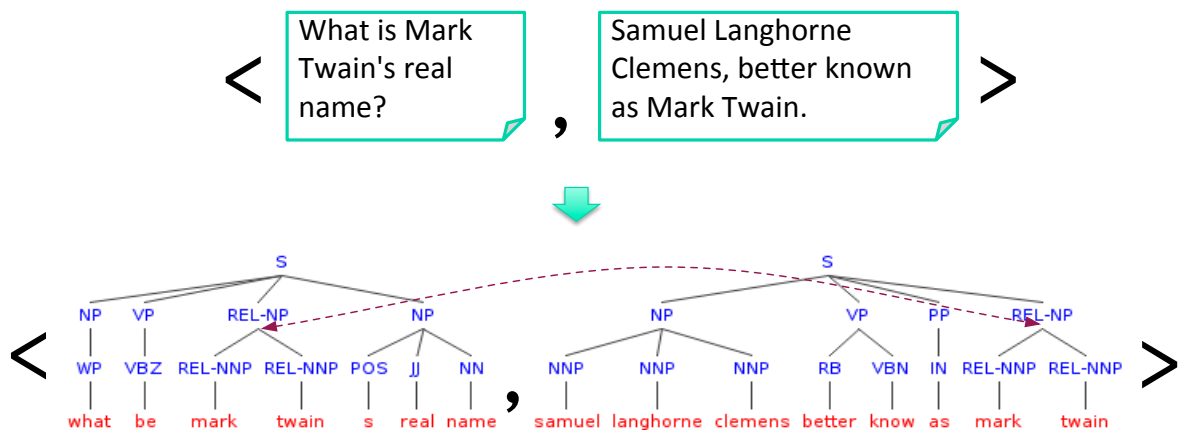 What is Mark
Twain's real
name?
Samuel Langhorne
Clemens, better known
as Mark Twain.
< , >
S S
NP VP REL-NP NP NP VP PP REL-NP
< WP VBZ REL-NNP REL-NNP POS JJ NN , NNP NNP NNP RB VBN IN REL-NNP REL-NNP >
what be mark twain s real name samuel langhorne clemens better know as mark twain